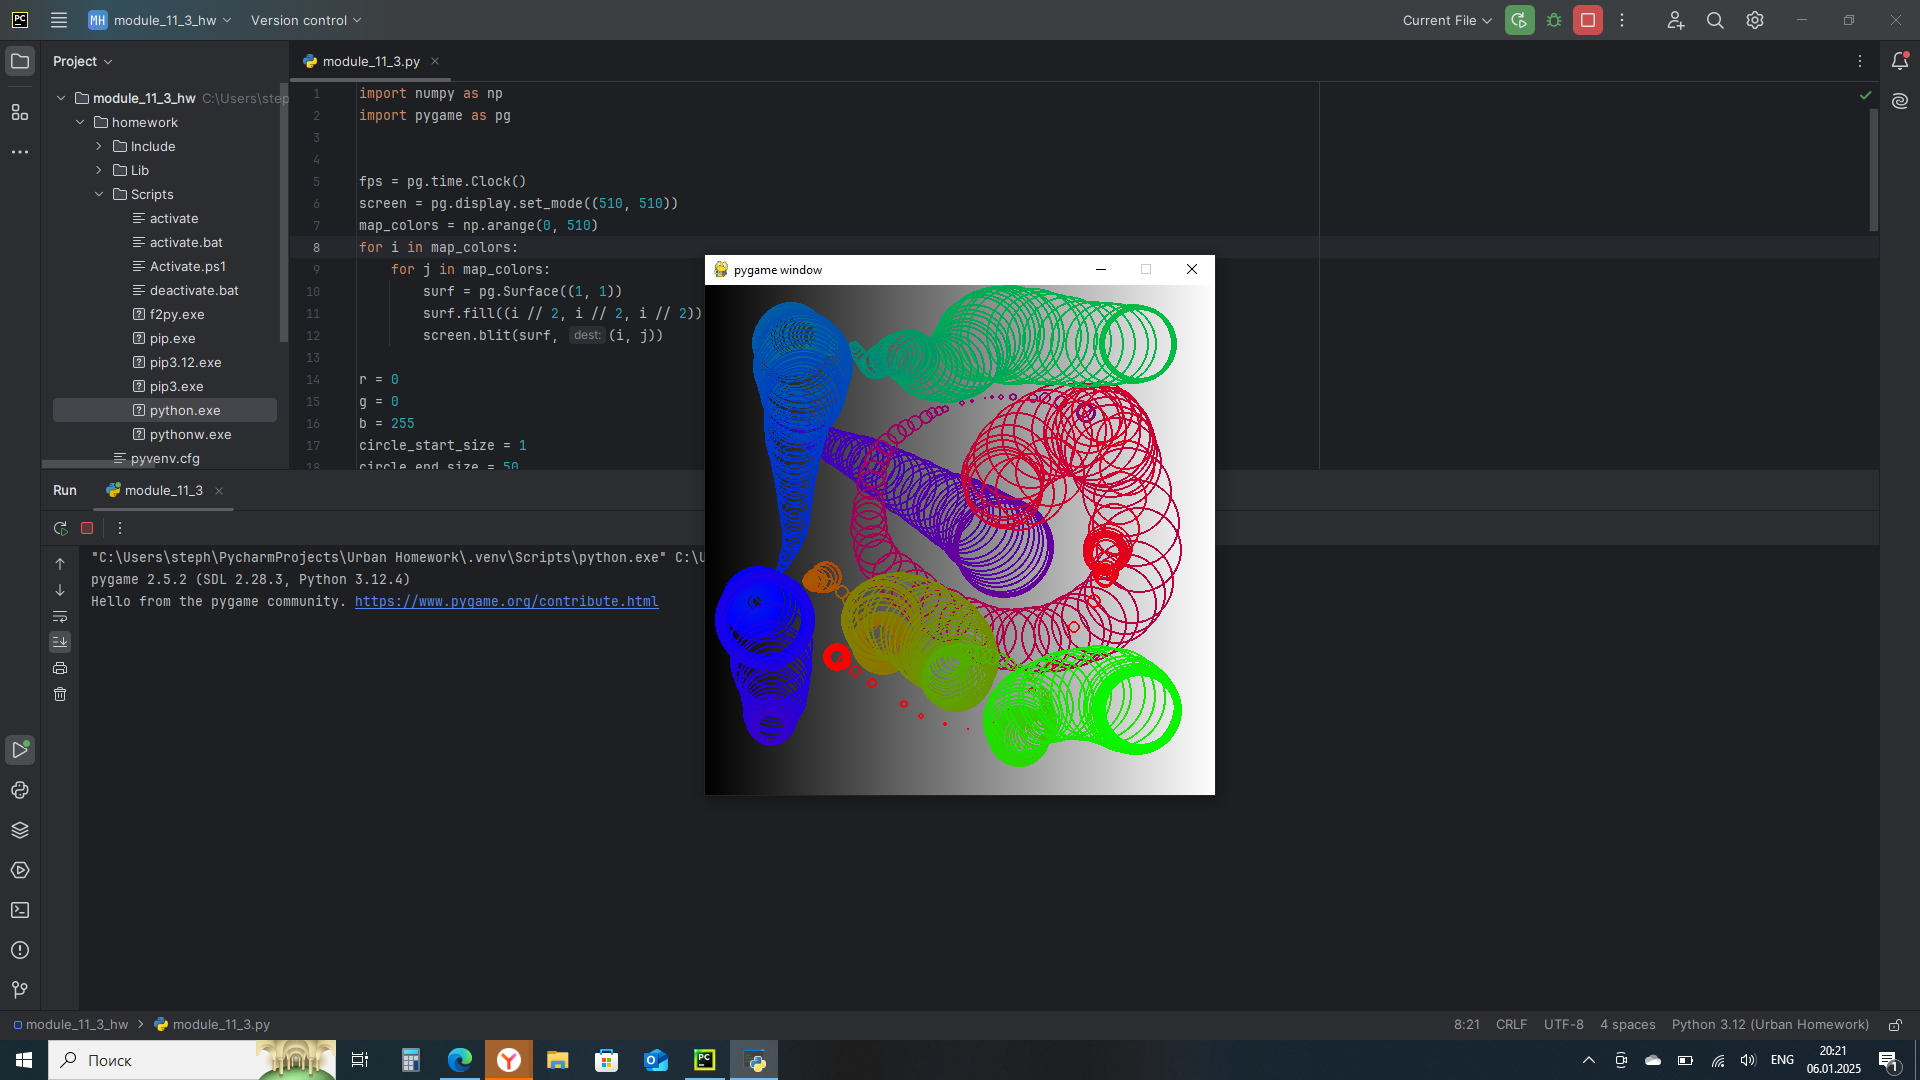 PC
MH module_11_3_hw
Version control
Current File
Project
module_11_3.py
module_11_3_hw C:\Users\step
homework
Include
Lib
Scripts
activate
activate.bat
Activate.ps1
deactivate.bat
f2py.exe
pip.exe
pip3.12.exe
pip3.exe
python.exe
pythonw.exe
pyvenv.cfg
1 import numpy as np
2 import pygame as pg
3
4
5 fps = pg.time.Clock()
6 screen = pg.display.set_mode((510, 510))
7 map_colors = np.arange(0, 510)
8 for i in map_colors:
9 for j in map_colors:
10 surf = pg.Surface((1, 1))
11 surf.fill((i // 2, i // 2, i // 2))
12 screen.blit(surf, dest: (i, j))
13
14 r = 0
15 g = 0
16 b = 255
17 circle_start_size = 1
18 circle_end_size = 50
pygame window
Run
module_11_3
"C:\Users\steph\PycharmProjects\Urban Homework\.venv\Scripts\python.exe" C:\U
pygame 2.5.2 (SDL 2.28.3, Python 3.12.4)
Hello from the pygame community. https://www.pygame.org/contribute.html
module_11_3_hw > module_11_3.py
8:21 CRLF UTF-8 4 spaces Python 3.12 (Urban Homework)
Поиск
Y
PC
ENG
20:21
06.01.2025
1